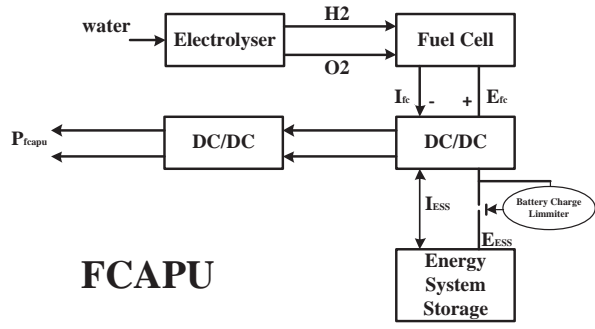 water
Electrolyser
H2
O2
Fuel Cell
Ifc
-
+
Efc
Pfcapu
DC/DC
DC/DC
IESS
Battery Charge
Limmiter
EESS
FCAPU
Energy
System
Storage